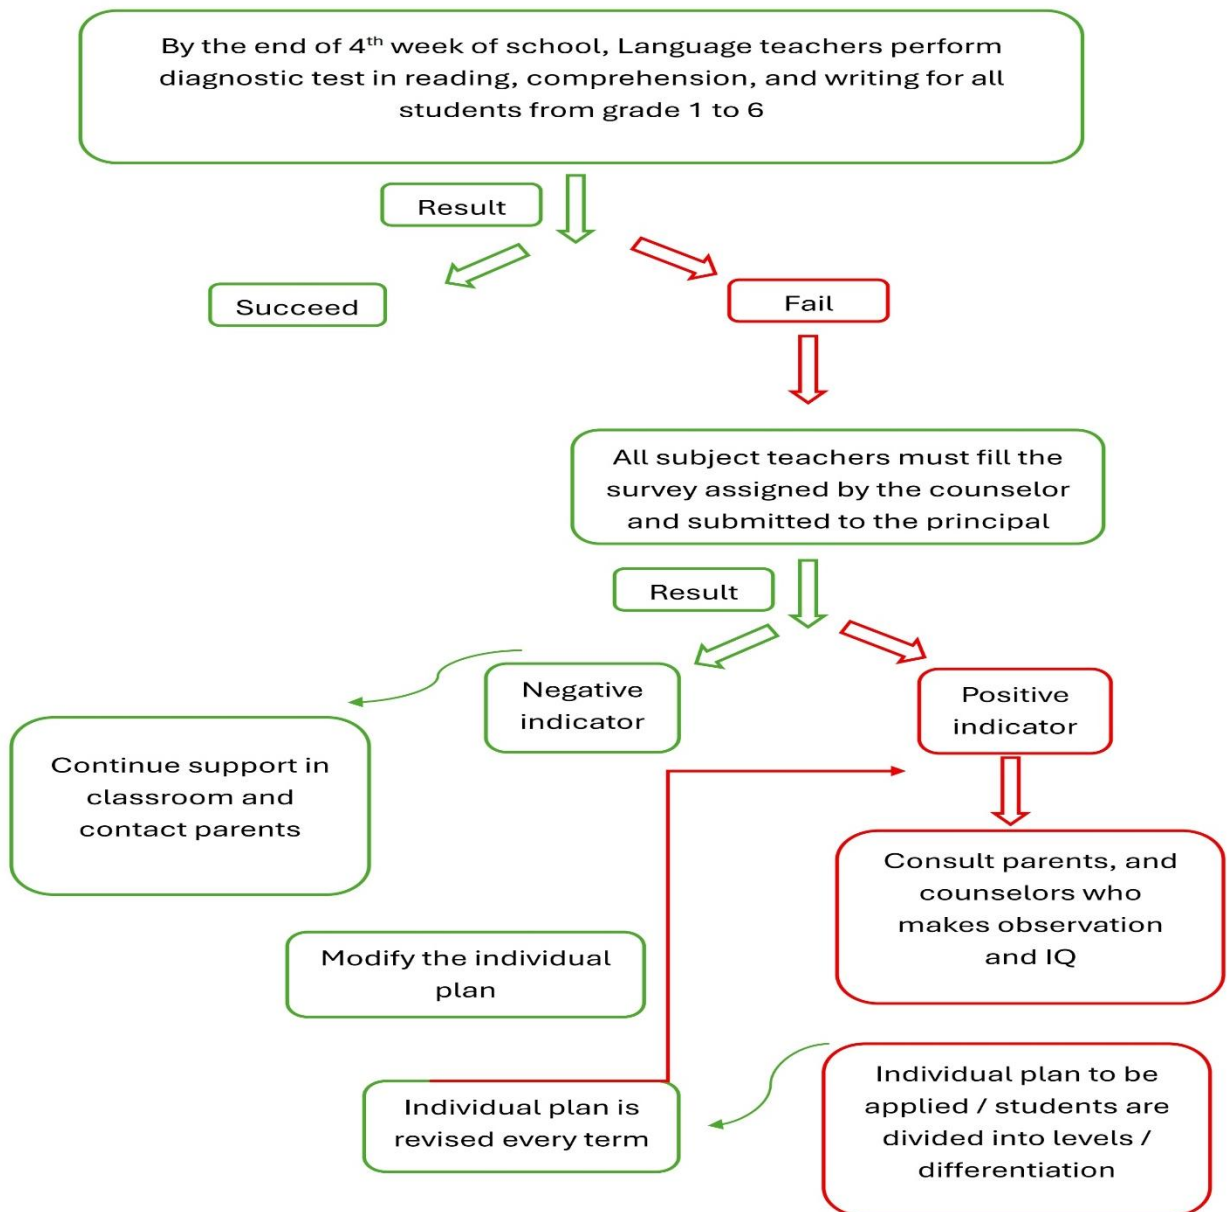 By the end of 4th week of school, Language teachers perform
diagnostic test in reading, comprehension, and writing for all
students from grade 1 to 6
Result
Succeed
Fail
All subject teachers must fill the
survey assigned by the counselor
and submitted to the principal
Result
Negative
indicator
Positive
indicator
Continue support in
classroom and
contact parents
Consult parents, and
counselors who
makes observation
and IQ
Modify the individual
plan
Individual plan to be
applied / students are
divided into levels /
differentiation
Individual plan is
revised every term